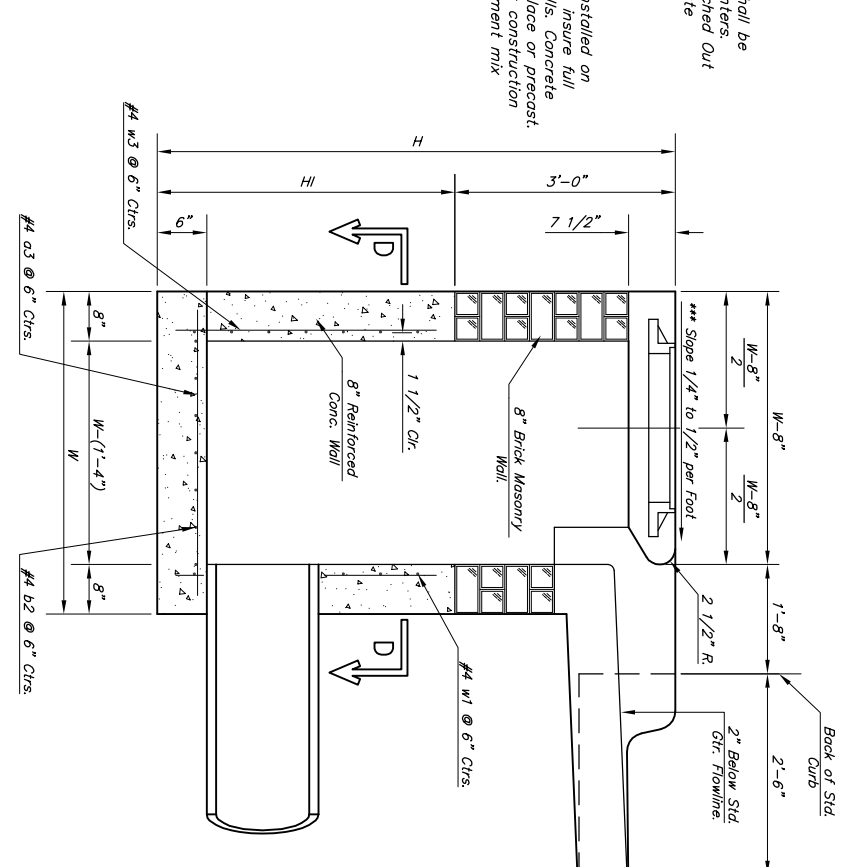 hall be
nters.
ched Out
te
nstalled on
insure full
lls. Concrete
lace or precast.
construction
ment mix
H
H1
3'-0"
6"
7 1/2"
D
D
#4 w3 @ 6" Ctrs.
#4 a3 @ 6" Ctrs.
8"
W-(1'-4")
8"
W
#4 b2 @ 6" Ctrs.
1 1/2" Clr.
8" Reinforced
Conc. Wall
8" Brick Masonry
Wall.
*** Slope 1/4" to 1/2" per Foot
W-8"
2
W-8"
2
W-8"
1'-8"
2'-6"
2 1/2" R.
#4 w1 @ 6" Ctrs.
2" Below Std.
Gtr. Flowline.
Back of Std.
Curb